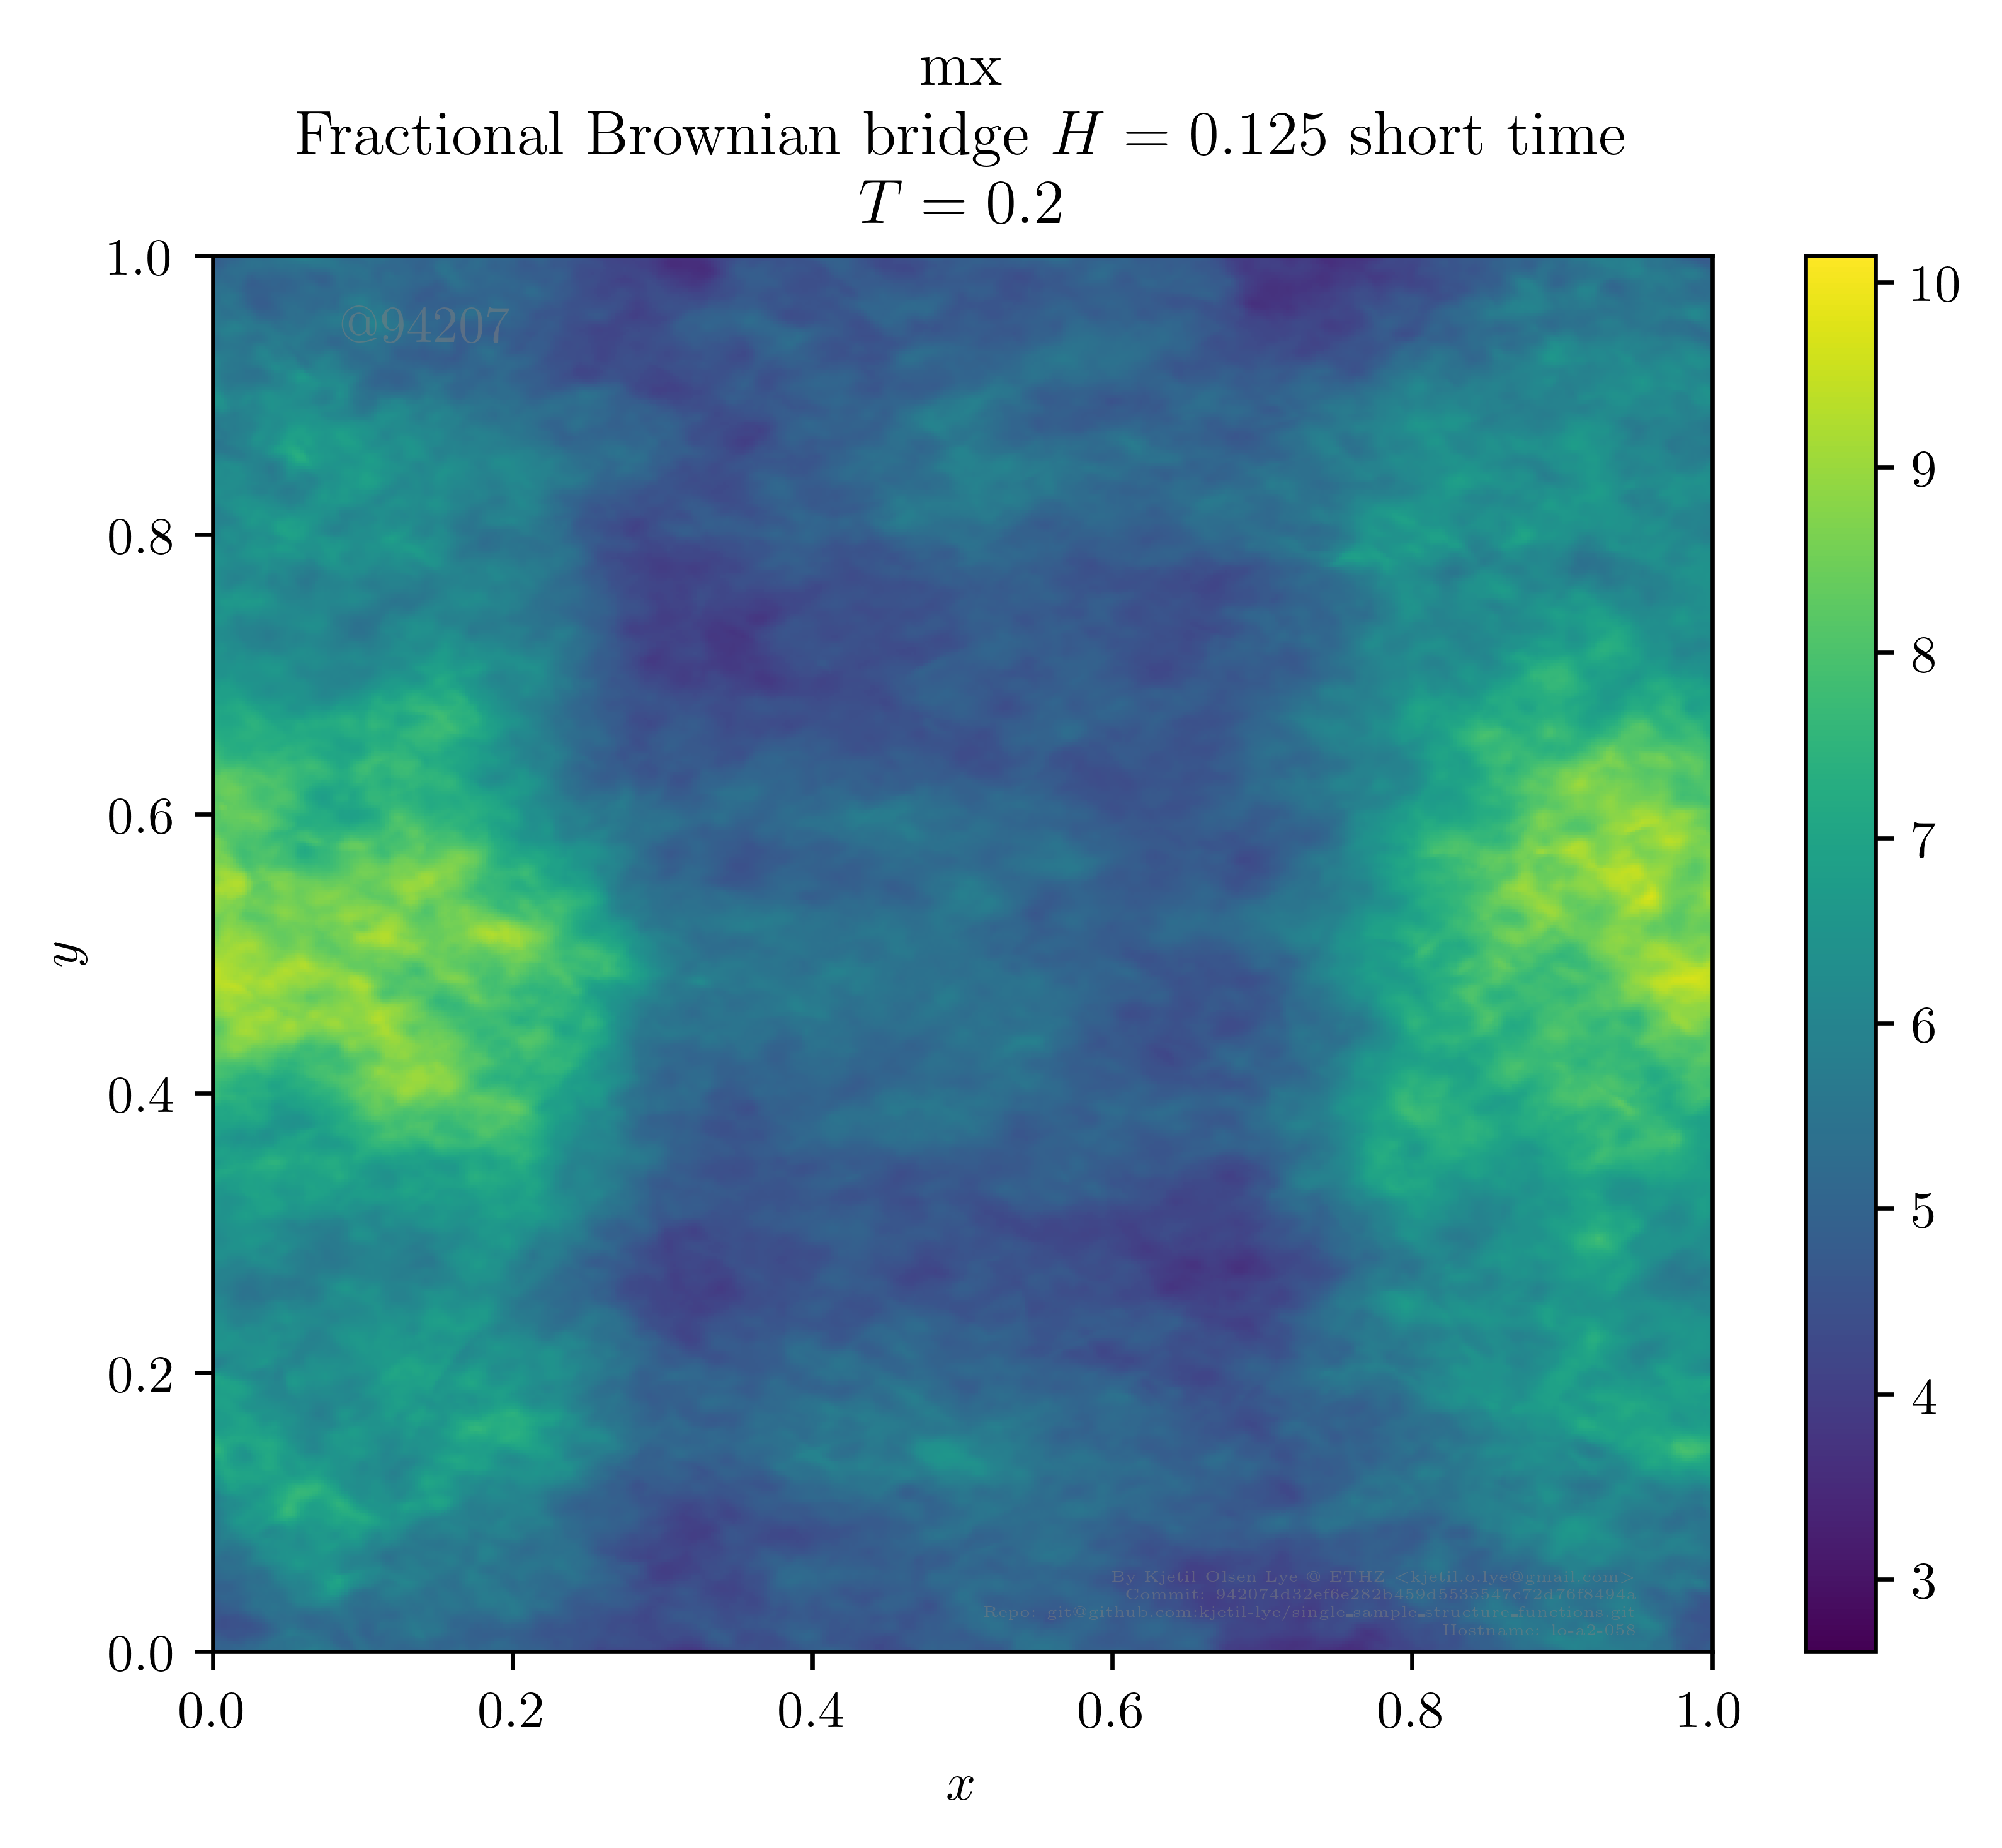 mx
Fractional Brownian bridge H = 0.125 short time
T = 0.2
1.0
0.8
0.6
0.4
0.2
0.0
y
@94207
By Kjetil Olsen Lye @ ETHZ <kjetil.o.lye@gmail.com>
Commit: 942074d32ef6e282b459d5535547c72d76f8494a
Repo: git@github.com:kjetil-lye/single_sample_structure_functions.git
Hostname: lo-a2-058
0.0 0.2 0.4 0.6 0.8 1.0
x
10
9
8
7
6
5
4
3